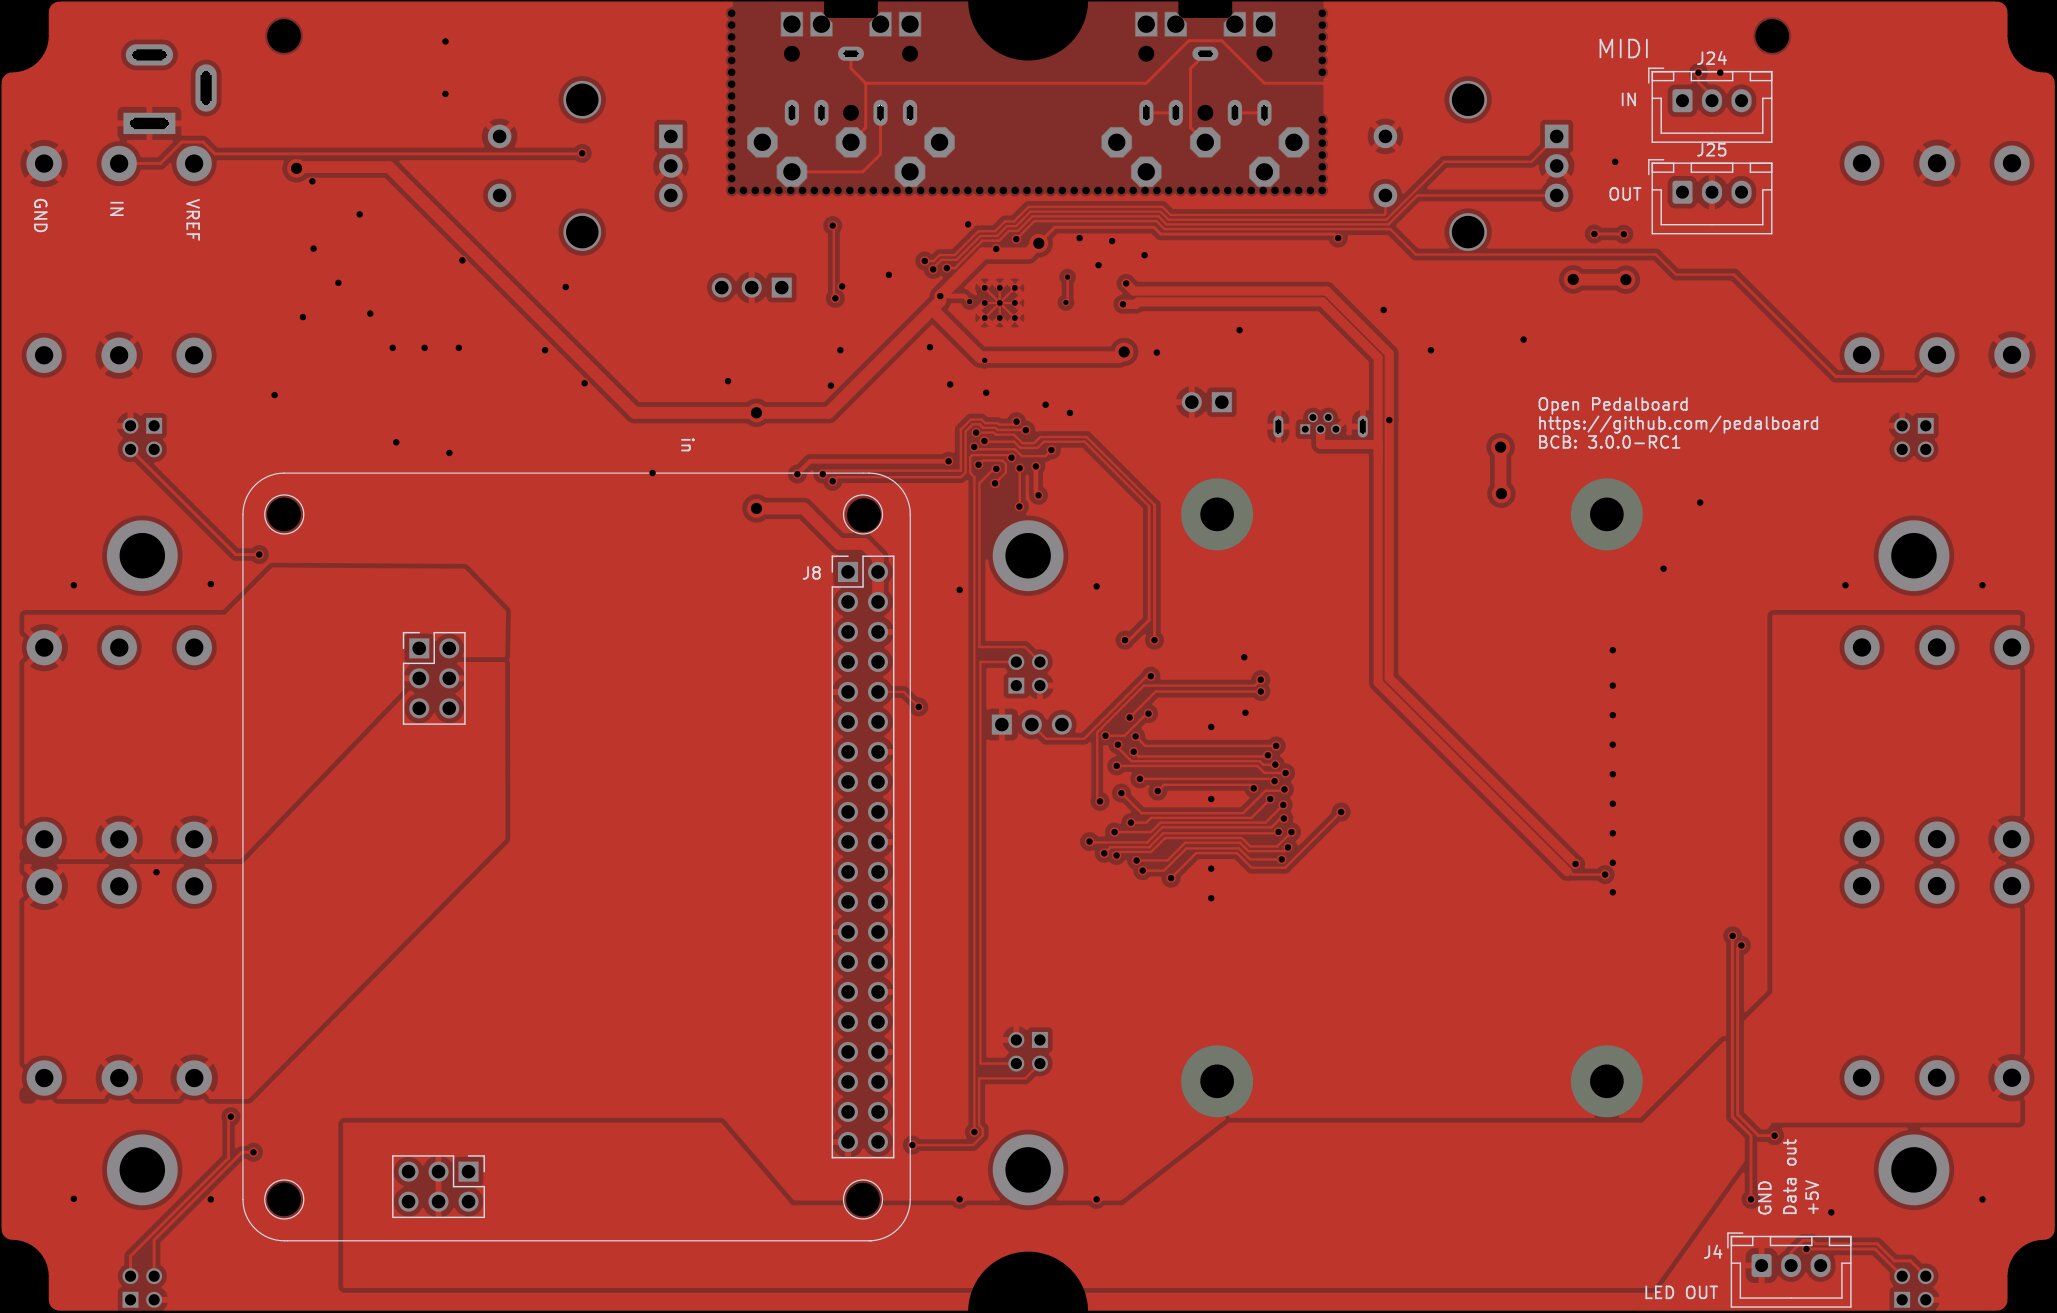 MIDI
J24
IN
J25
OUT
GND
IN
VREF
Open Pedalboard
https://github.com/pedalboard
BCB: 3.0.0-RC1
in
J8
GND
Data out
+5V
J4
LED OUT